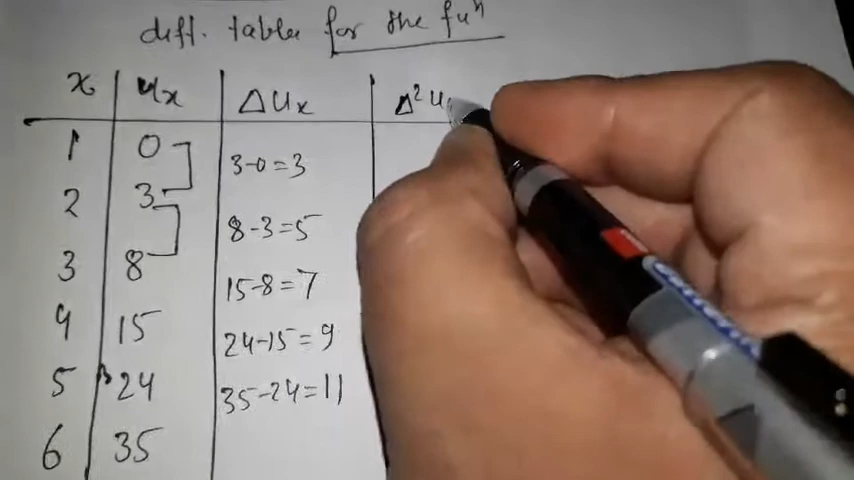 diff. table for the fuⁿ
x uₓ Δuₓ Δ²u
1 0 3-0=3
2 3 8-3=5
3 8 15-8=7
4 15 24-15=9
5 24 35-24=11
6 35